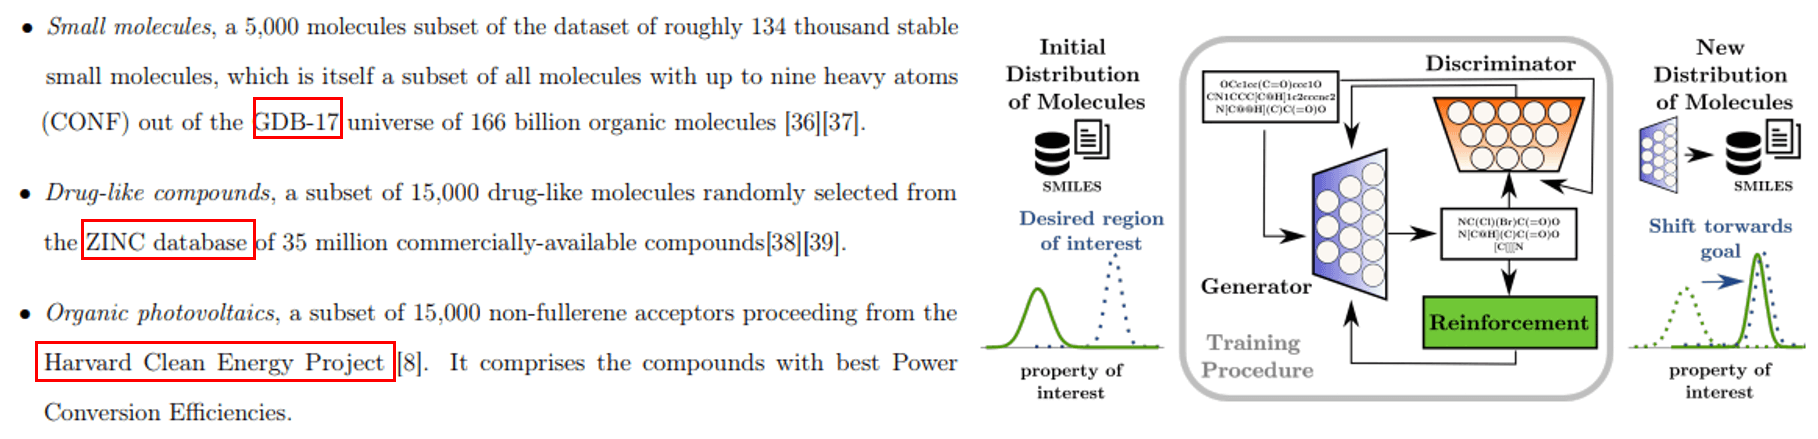 • Small molecules, a 5,000 molecules subset of the dataset of roughly 134 thousand stable
small molecules, which is itself a subset of all molecules with up to nine heavy atoms
(CONF) out of the GDB-17 universe of 166 billion organic molecules [36][37].
• Drug-like compounds, a subset of 15,000 drug-like molecules randomly selected from
the ZINC database of 35 million commercially-available compounds[38][39].
• Organic photovoltaics, a subset of 15,000 non-fullerene acceptors proceeding from the
Harvard Clean Energy Project [8]. It comprises the compounds with best Power
Conversion Efficiencies.
Initial
Distribution
of Molecules
SMILES
Desired region
of interest
property of
interest
OCc1cc(C=O)ccc1O
CN1CCC[C@H]1c2cccnc2
N[C@@H](C)C(=O)O
Discriminator
Generator
NC(Cl)(Br)C(=O)O
N[C@H](C)C(=O)O
[C[[[N
Reinforcement
Training
Procedure
New
Distribution
of Molecules
SMILES
Shift torwards
goal
property of
interest